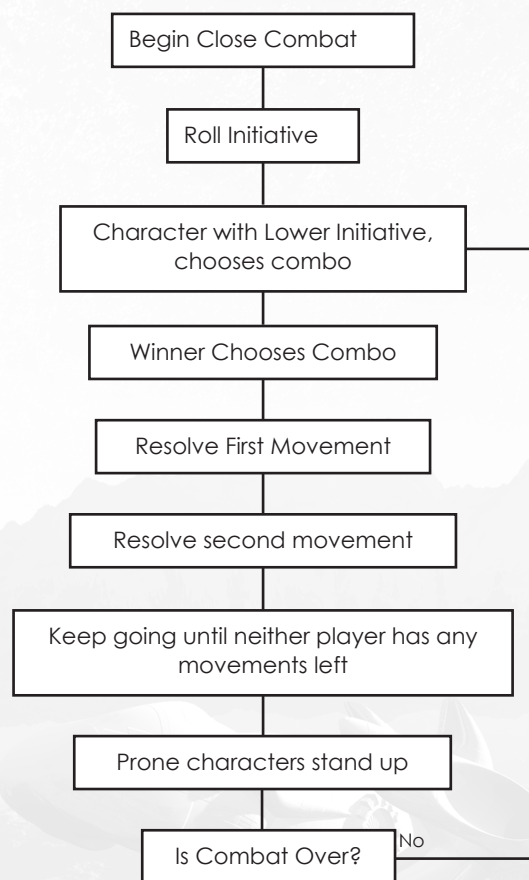 Begin Close Combat
Roll Initiative
Character with Lower Initiative,
chooses combo
Winner Chooses Combo
Resolve First Movement
Resolve second movement
Keep going until neither player has any
movements left
Prone characters stand up
Is Combat Over?
No